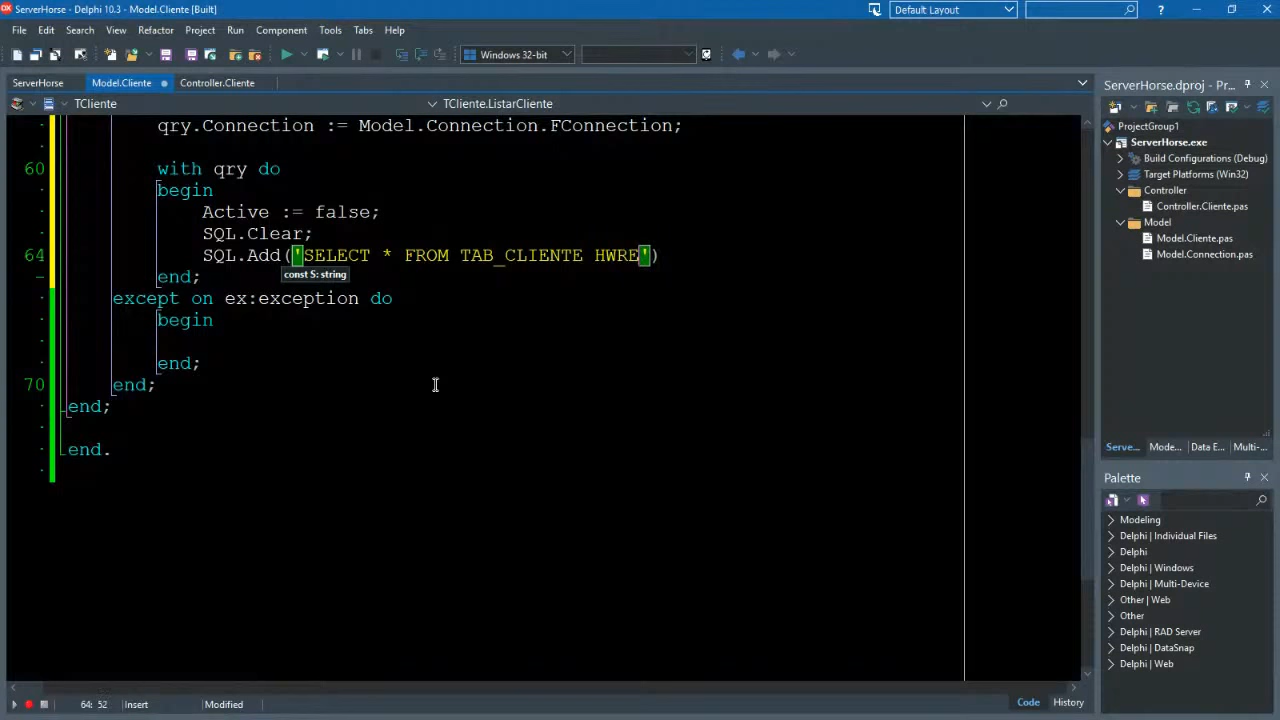 ServerHorse - Delphi 10.3 - Model.Cliente [Built]
Default Layout
File Edit Search View Refactor Project Run Component Tools Tabs Help
Windows 32-bit
ServerHorse Model.Cliente Controller.Cliente
TCliente TCliente.ListarCliente
qry.Connection := Model.Connection.FConnection;
60 with qry do
begin
Active := false;
SQL.Clear;
64 SQL.Add('SELECT * FROM TAB_CLIENTE HWRE')
const S: string
end;
except on ex:exception do
begin
end;
70 end;
end;
end.
64: 52 Insert Modified
Code History
ServerHorse.dproj - Pr...
ProjectGroup1
ServerHorse.exe
Build Configurations (Debug)
Target Platforms (Win32)
Controller
Controller.Cliente.pas
Model
Model.Cliente.pas
Model.Connection.pas
Serve... Mode... Data E... Multi-...
Palette
Modeling
Delphi | Individual Files
Delphi
Delphi | Windows
Delphi | Multi-Device
Other | Web
Other
Delphi | RAD Server
Delphi | DataSnap
Delphi | Web